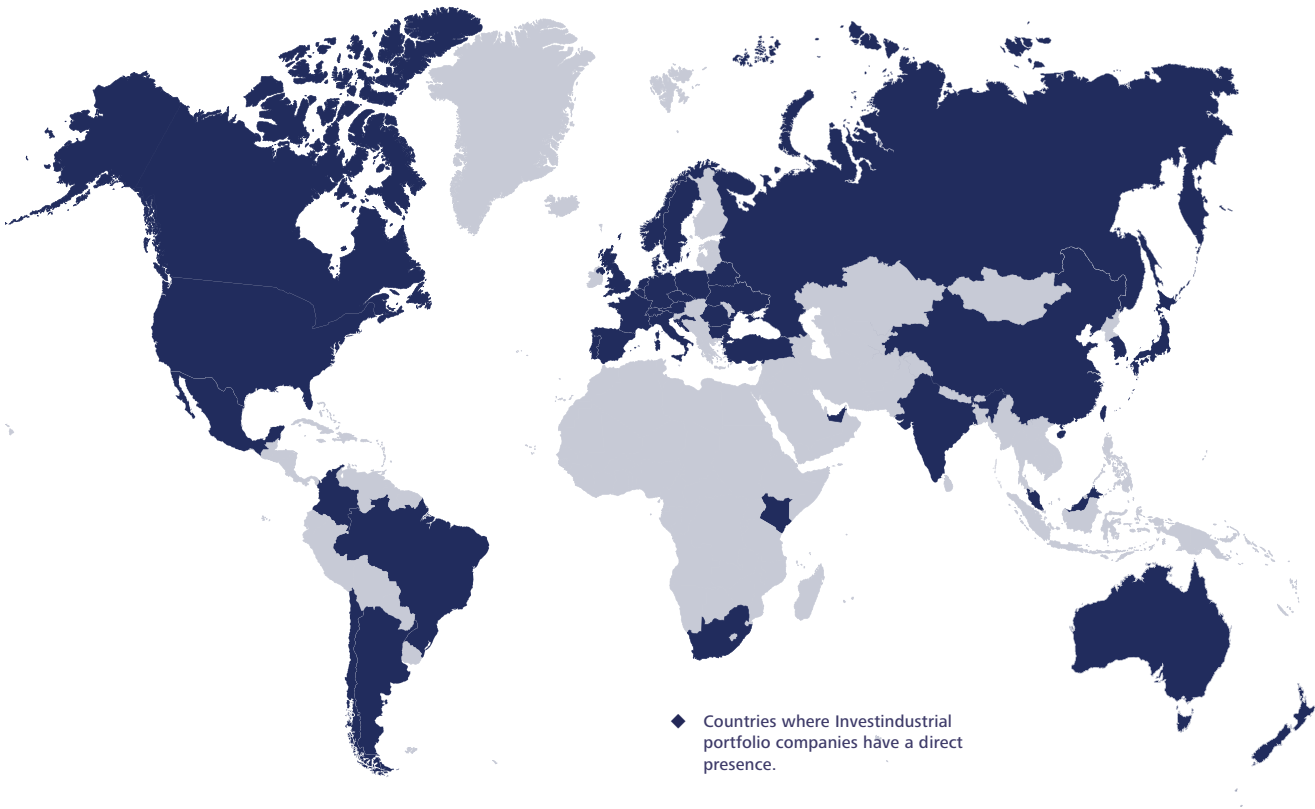 Countries where Investindustrial
portfolio companies have a direct
presence.